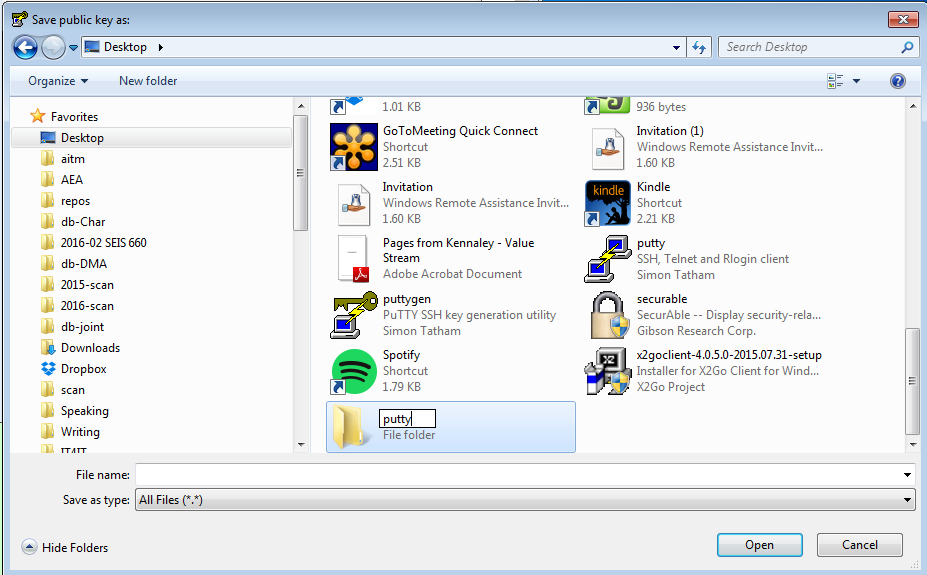 Save public key as:
Desktop
Search Desktop
Organize
New folder
Favorites
Desktop
aitm
AEA
repos
db-Char
2016-02 SEIS 660
db-DMA
2015-scan
2016-scan
db-joint
Downloads
Dropbox
scan
Speaking
Writing
IT4IT
1.01 KB
936 bytes
GoToMeeting Quick Connect
Shortcut
2.51 KB
Invitation (1)
Windows Remote Assistance Invit...
1.60 KB
Invitation
Windows Remote Assistance Invit...
1.60 KB
kindle
Kindle
Shortcut
2.21 KB
Pages from Kennaley - Value
Stream
Adobe Acrobat Document
putty
SSH, Telnet and Rlogin client
Simon Tatham
puttygen
PuTTY SSH key generation utility
Simon Tatham
securable
SecurAble -- Display security-rela...
Gibson Research Corp.
Spotify
Shortcut
1.79 KB
X2
x2goclient-4.0.5.0-2015.07.31-setup
Installer for X2Go Client for Wind...
X2Go Project
putty
File folder
File name:
Save as type: All Files (*.*)
Hide Folders
Open
Cancel